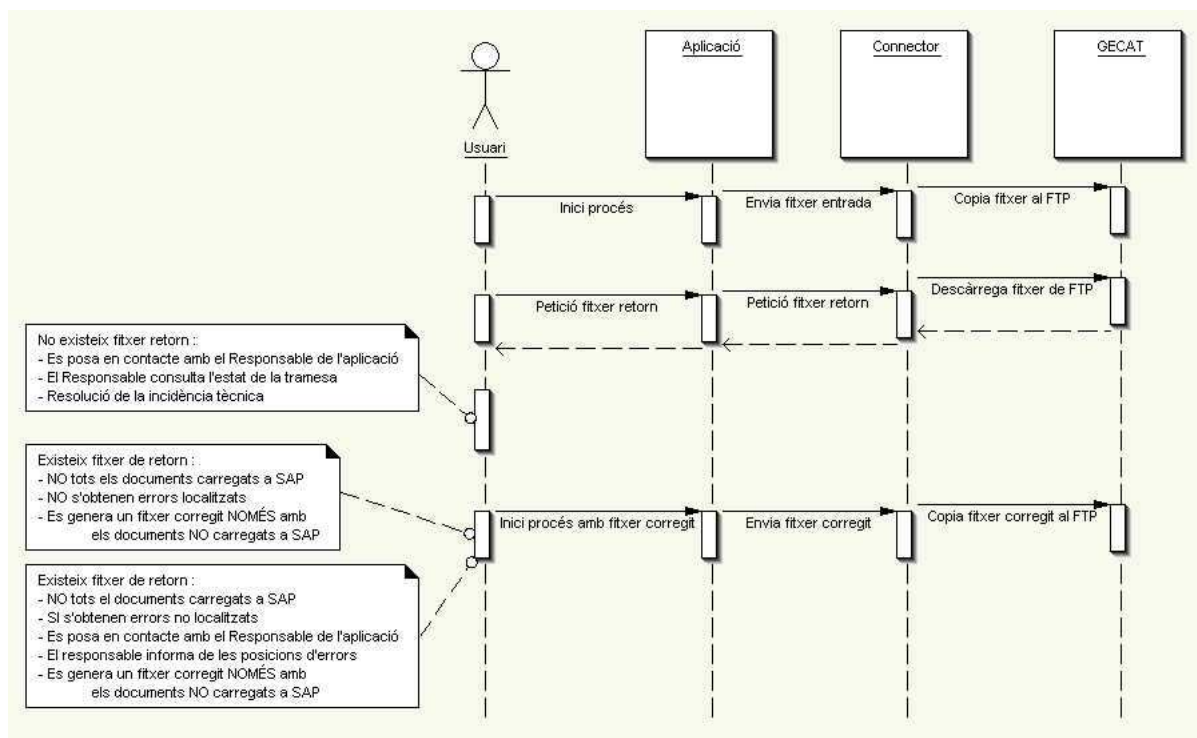 Aplicació
Connector
GECAT
Usuari
Inici procés
Envia fitxer entrada
Copia fitxer al FTP
Petició fitxer retorn
Petició fitxer retorn
Descàrrega fitxer de FTP
No existeix fitxer retorn :
- Es posa en contacte amb el Responsable de l'aplicació
- El Responsable consulta l'estat de la tramesa
- Resolució de la incidència tècnica
Existeix fitxer de retorn :
- NO tots els documents carregats a SAP
- NO s'obtenen errors localitzats
- Es genera un fitxer corregit NOMÉS amb
els documents NO carregats a SAP
Inici procés amb fitxer corregit
Envia fitxer corregit
Copia fitxer corregit al FTP
Existeix fitxer de retorn :
- NO tots el documents carregats a SAP
- SI s'obtenen errors no localitzats
- Es posa en contacte amb el Responsable de l'aplicació
- El responsable informa de les posicions d'errors
- Es genera un fitxer corregit NOMÉS amb
els documents NO carregats a SAP